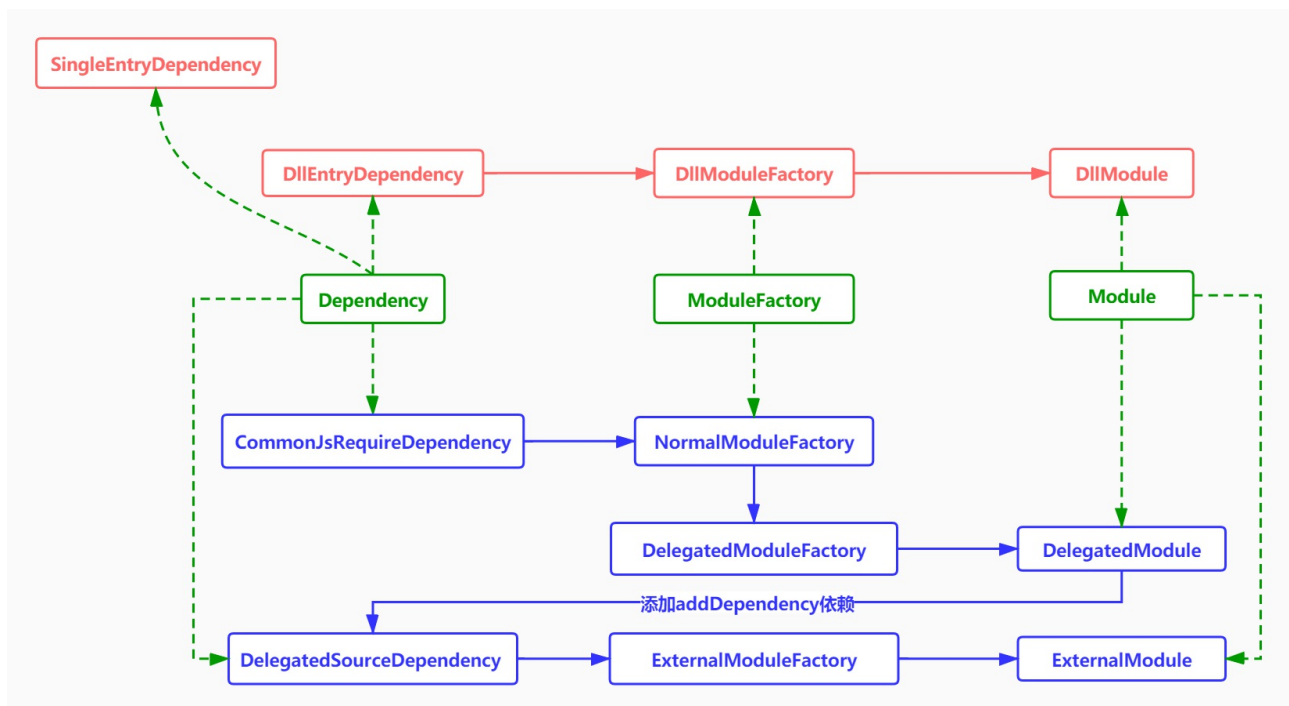 SingleEntryDependency
DllEntryDependency
DllModuleFactory
DllModule
Dependency
ModuleFactory
Module
CommonJsRequireDependency
NormalModuleFactory
DelegatedModuleFactory
DelegatedModule
添加addDependency依赖
DelegatedSourceDependency
ExternalModuleFactory
ExternalModule